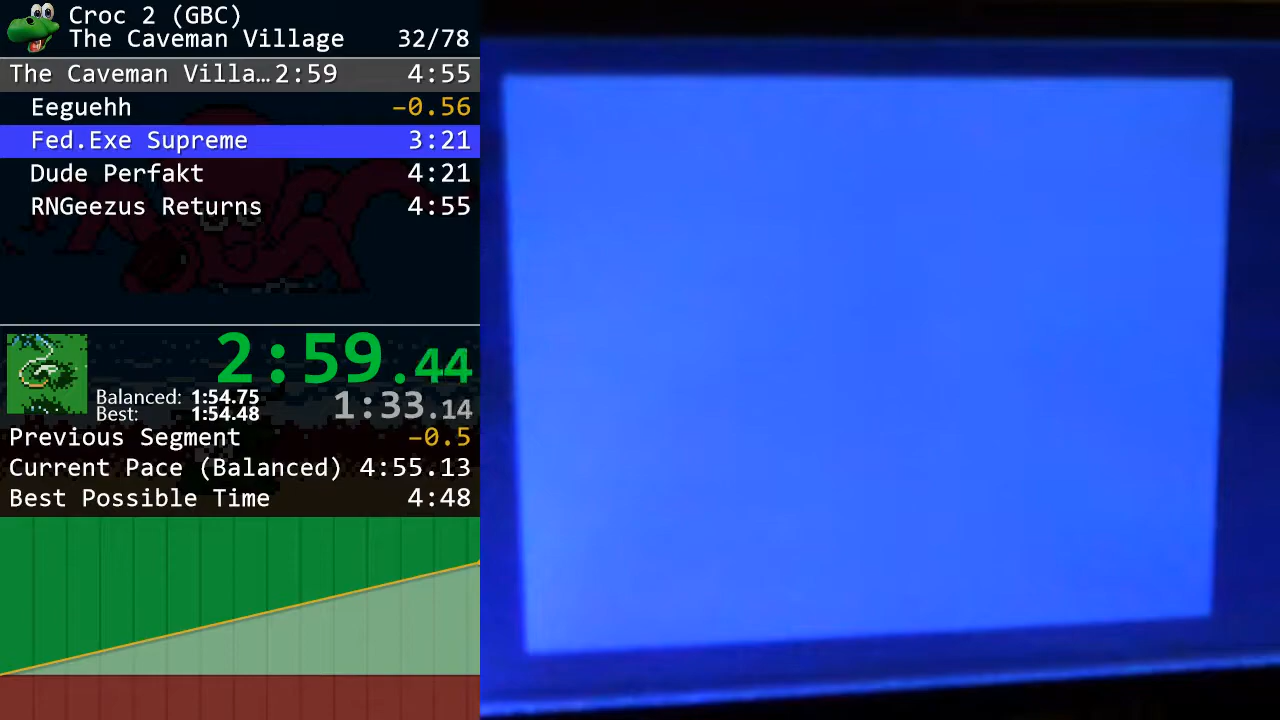 Croc 2 (GBC)
The Caveman Village 32/78
The Caveman Villa…2:59 4:55
Eeguehh −0.56
Fed.Exe Supreme 3:21
Dude Perfakt 4:21
RNGeezus Returns 4:55
2:59.44
Balanced: 1:54.75
Best: 1:54.48
1:33.14
Previous Segment −0.5
Current Pace (Balanced) 4:55.13
Best Possible Time 4:48